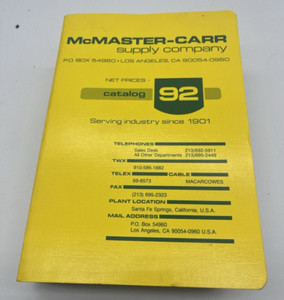 McMASTER-CARR
supply company
P.O. BOX 54960 • LOS ANGELES, CA 90054-0960
NET PRICES
catalog 92
Serving industry since 1901
TELEPHONES
Sales Desk 213/692-5911
All Other Departments 213/695-2449
TWX
910/586-1692
TELEX CABLE
69-8573 MACARCOWES
FAX
(213) 695-2323
PLANT LOCATION
Santa Fe Springs, California, U.S.A.
MAIL ADDRESS
P.O. Box 54960
Los Angeles, CA 90054-0960 U.S.A.